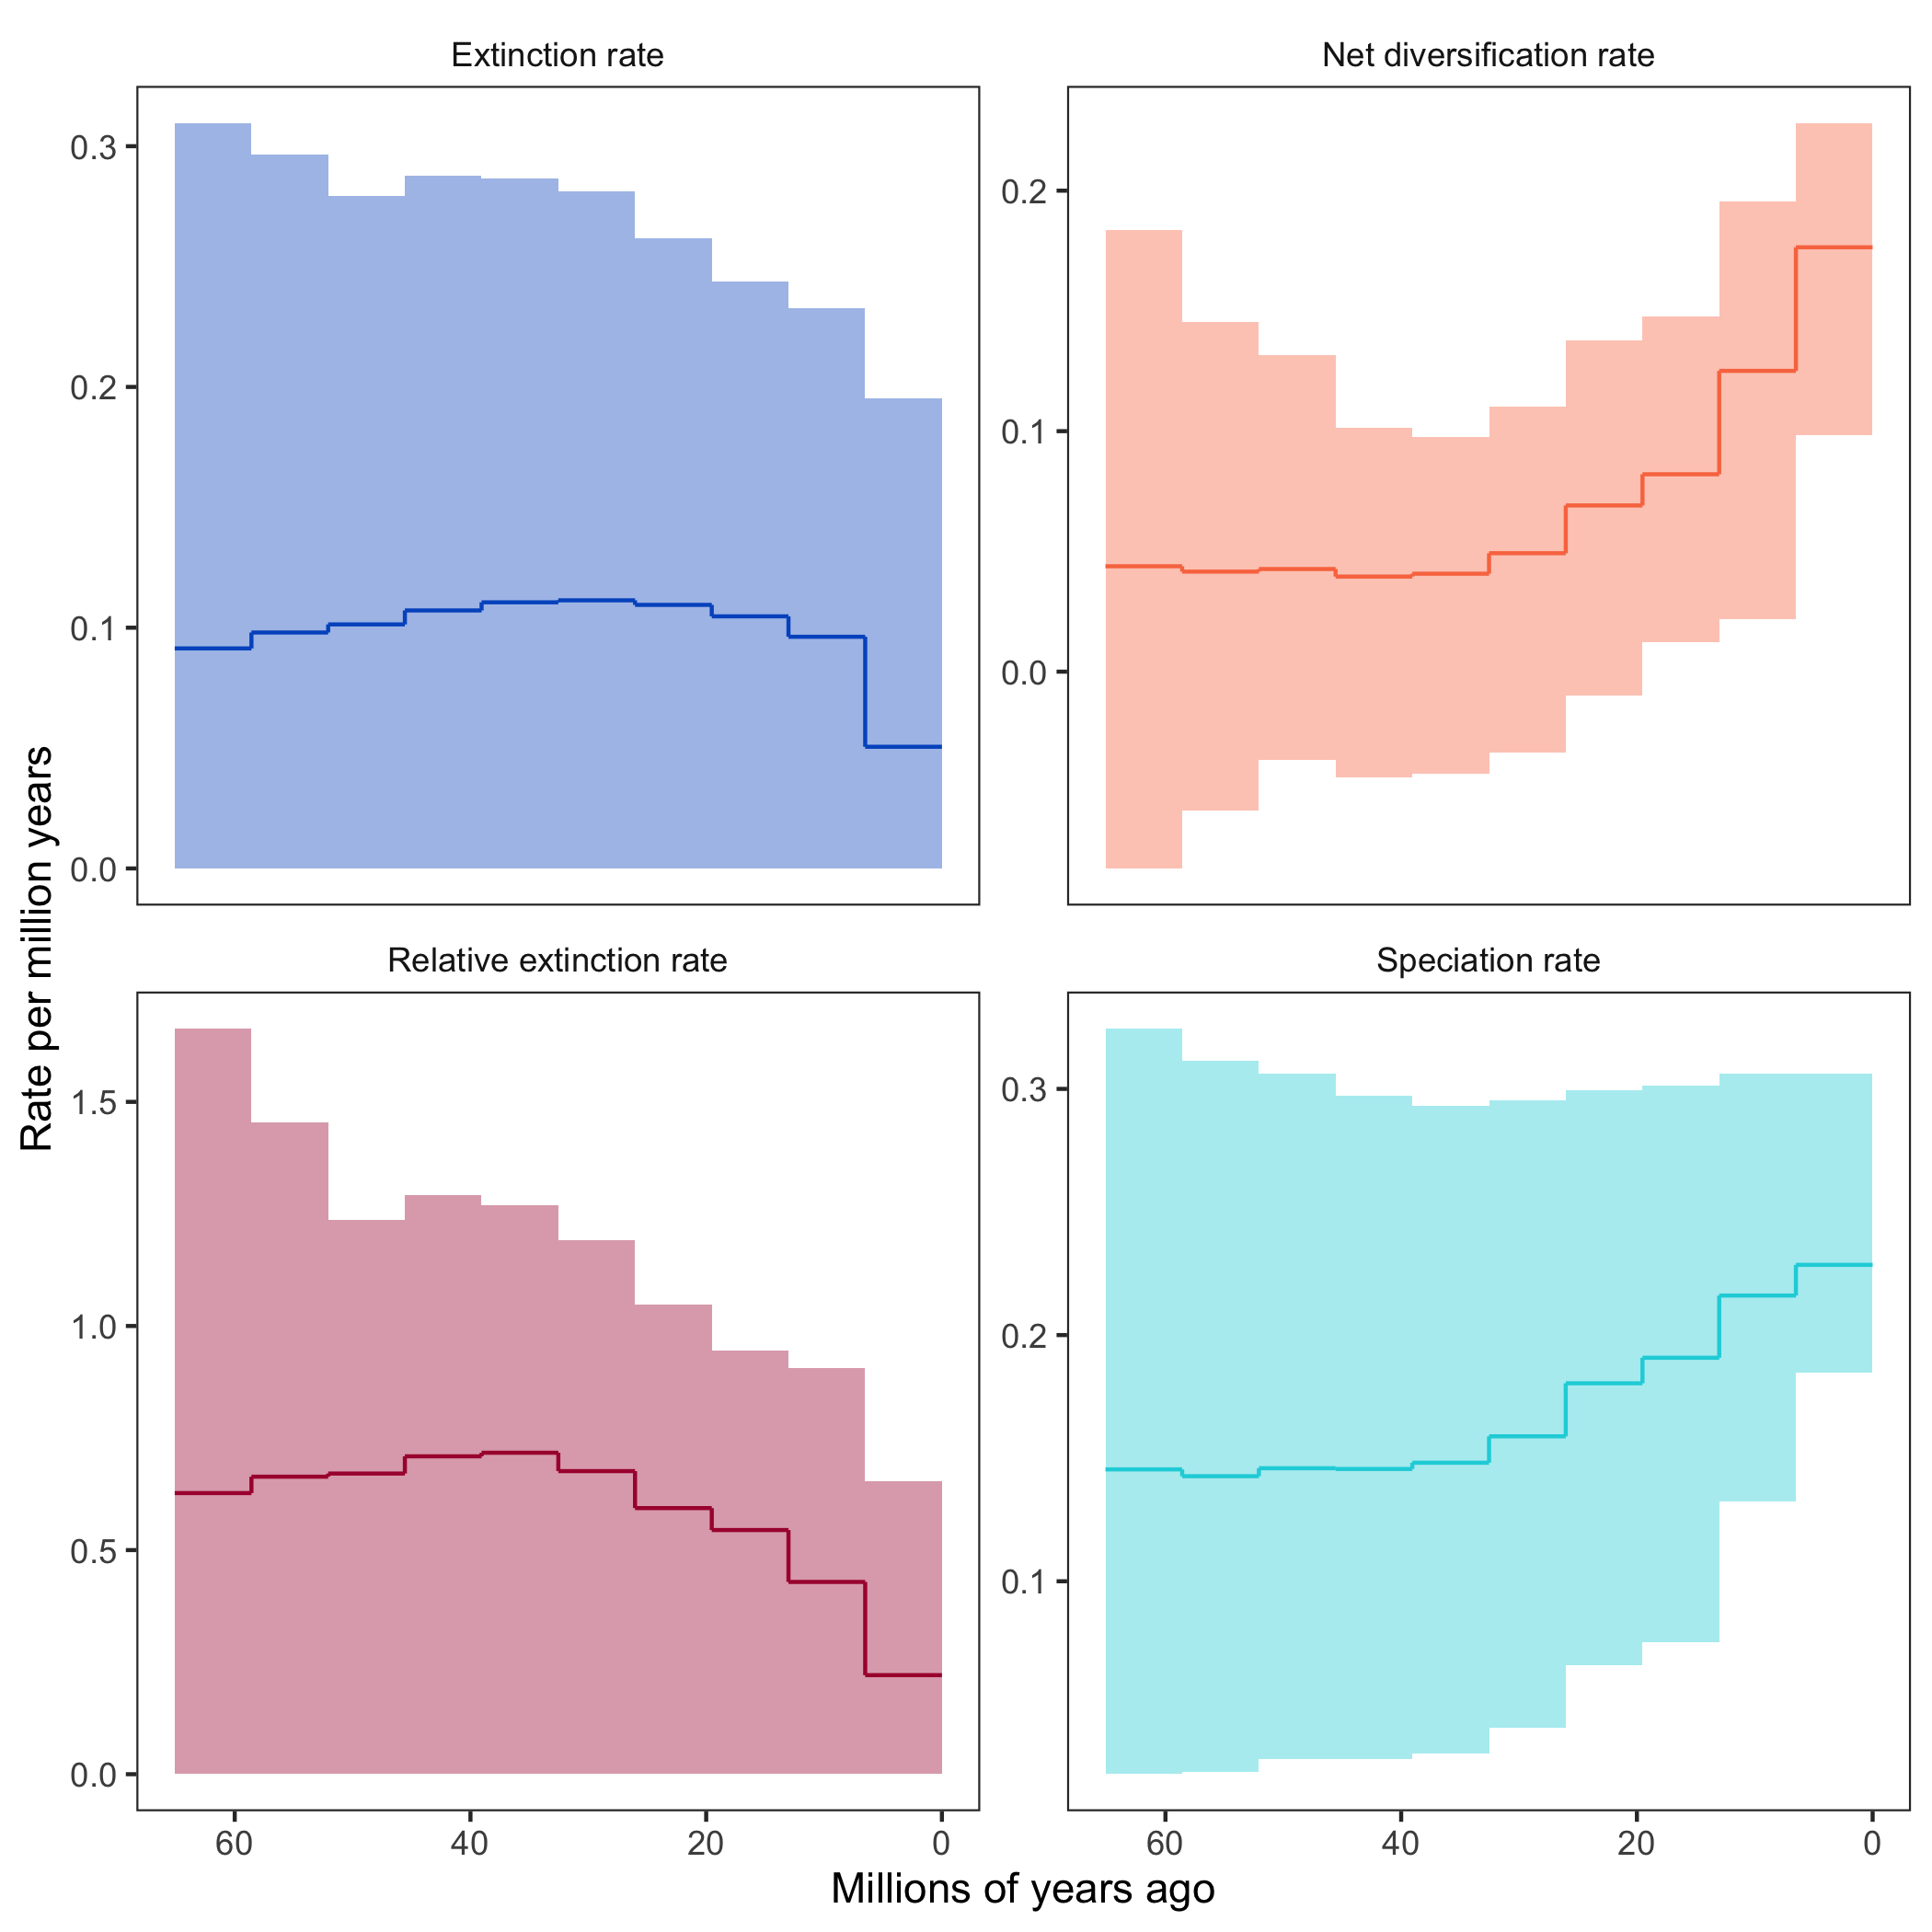 Extinction rate
Net diversification rate
0.3
0.2
0.1
0.0
0.2
0.1
0.0
Rate per million years
Relative extinction rate
Speciation rate
1.5
1.0
0.5
0.0
0.3
0.2
0.1
60 40 20 0
60 40 20 0
Millions of years ago